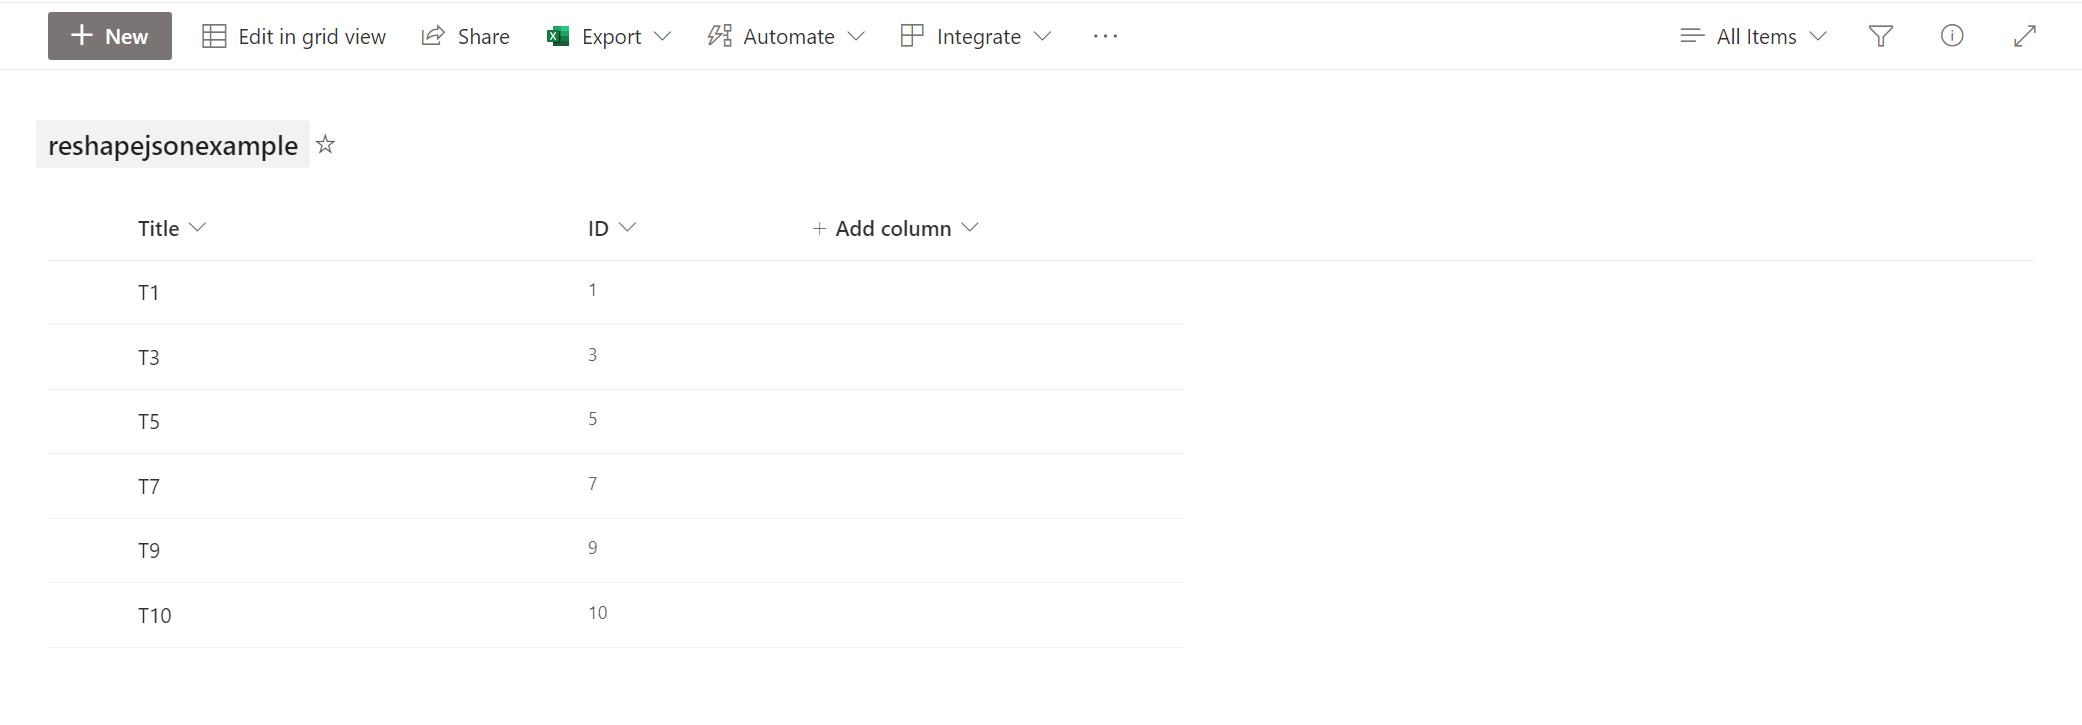 New Edit in grid view Share Export Automate Integrate ··· All Items
reshapejsonexample
Title ID + Add column
T1 1
T3 3
T5 5
T7 7
T9 9
T10 10